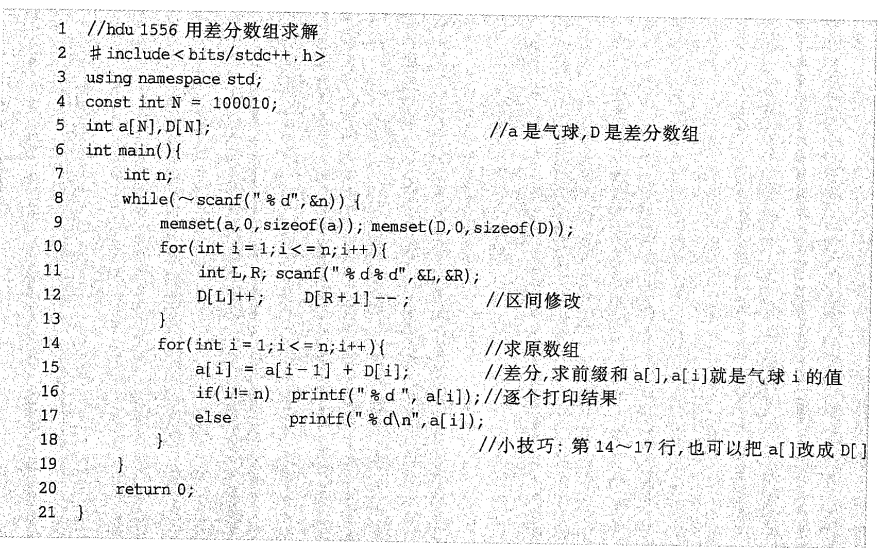 1 //hdu 1556 用差分数组求解
2 #include<bits/stdc++.h>
3 using namespace std;
4 const int N = 100010;
5 int a[N],D[N]; //a 是气球,D 是差分数组
6 int main(){
7 int n;
8 while(~scanf("%d",&n)) {
9 memset(a,0,sizeof(a)); memset(D,0,sizeof(D));
10 for(int i=1;i<=n;i++){
11 int L,R; scanf("%d%d",&L,&R);
12 D[L]++; D[R+1]--; //区间修改
13 }
14 for(int i=1;i<=n;i++){ //求原数组
15 a[i] = a[i-1] + D[i]; //差分,求前缀和 a[],a[i]就是气球 i 的值
16 if(i!=n) printf("%d ", a[i]);//逐个打印结果
17 else printf("%d\n",a[i]);
18 } //小技巧: 第 14~17 行,也可以把 a[]改成 D[]
19 }
20 return 0;
21 }